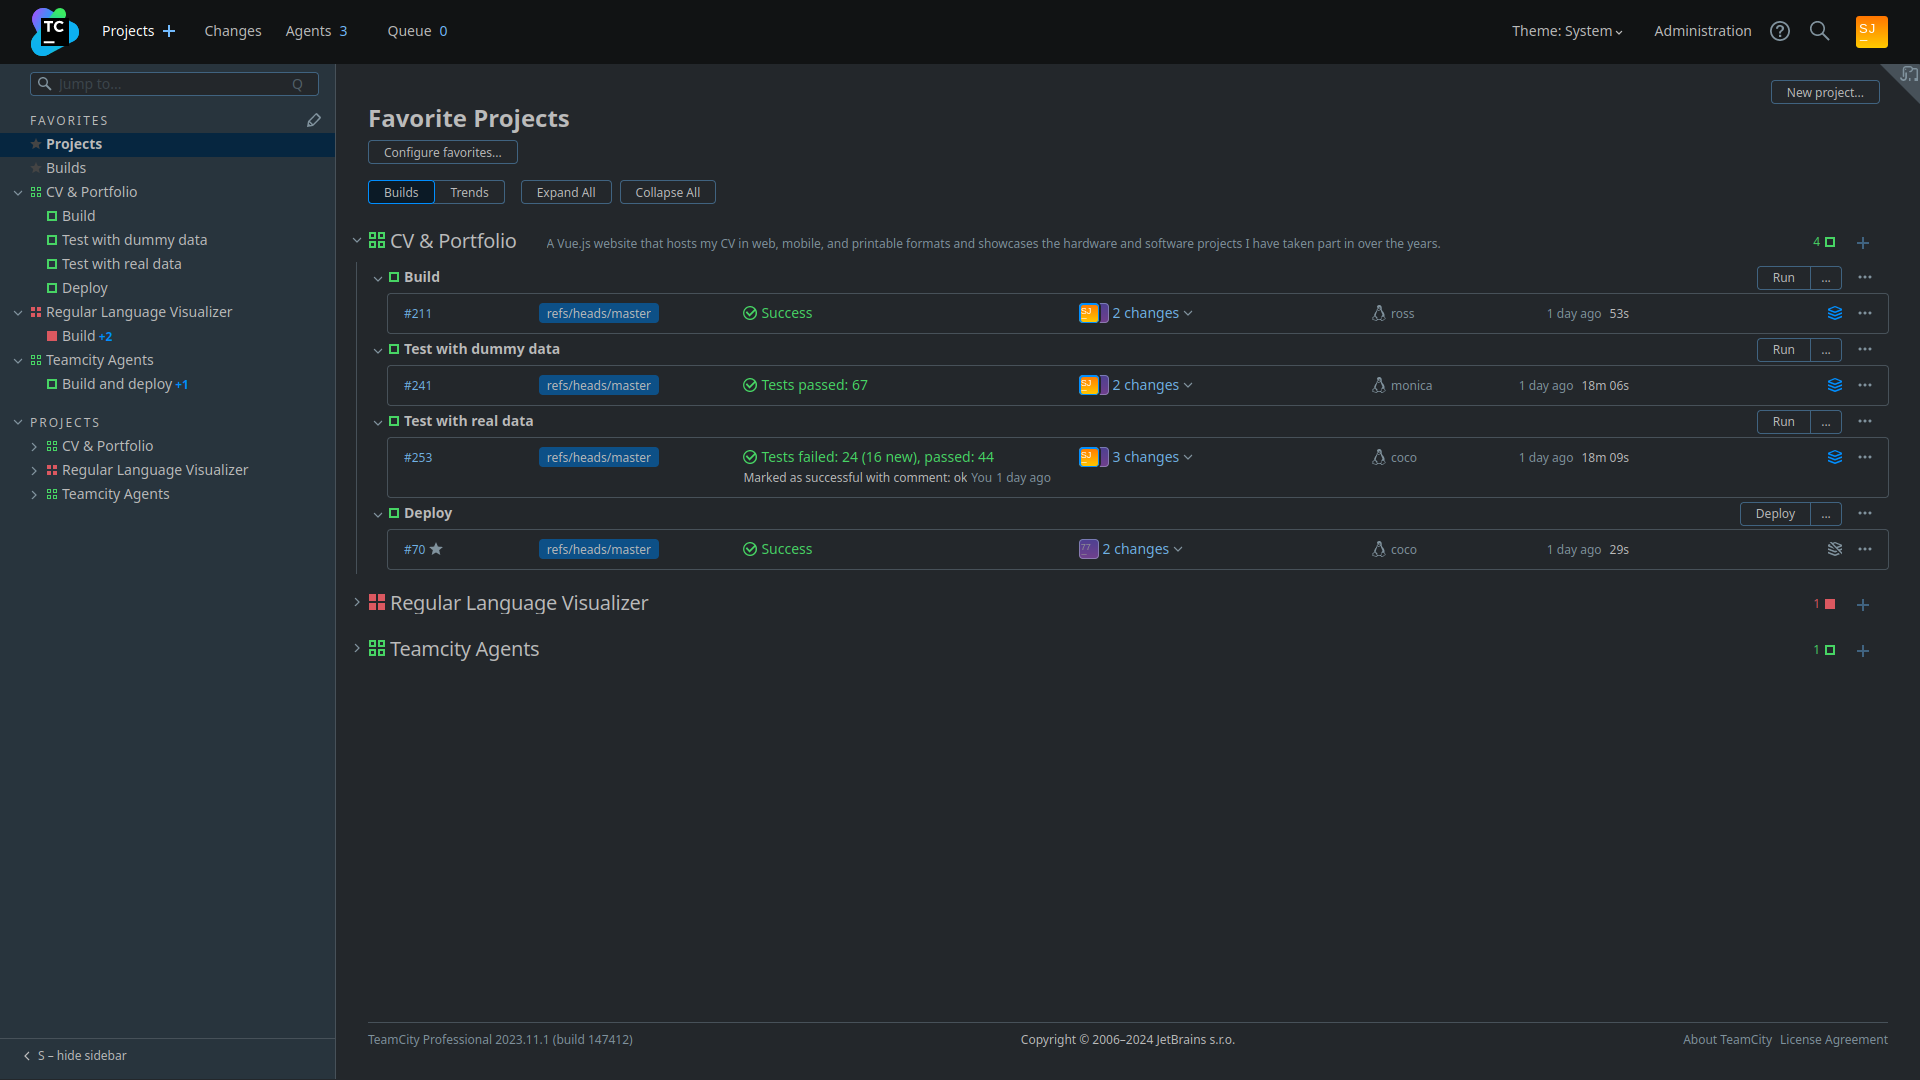 TC
Projects
Changes
Agents 3
Queue 0
Theme: System
Administration
SJ
Jump to... Q
FAVORITES
Projects
Builds
CV & Portfolio
Build
Test with dummy data
Test with real data
Deploy
Regular Language Visualizer
Build +2
Teamcity Agents
Build and deploy +1
PROJECTS
CV & Portfolio
Regular Language Visualizer
Teamcity Agents
S – hide sidebar
New project...
Favorite Projects
Configure favorites...
Builds Trends Expand All Collapse All
CV & Portfolio A Vue.js website that hosts my CV in web, mobile, and printable formats and showcases the hardware and software projects I have taken part in over the years. 4
Build Run ...
#211 refs/heads/master Success SJ 2 changes ross 1 day ago 53s
Test with dummy data Run ...
#241 refs/heads/master Tests passed: 67 SJ 2 changes monica 1 day ago 18m 06s
Test with real data Run ...
#253 refs/heads/master Tests failed: 24 (16 new), passed: 44 SJ 3 changes coco 1 day ago 18m 09s
Marked as successful with comment: ok You 1 day ago
Deploy Deploy ...
#70 refs/heads/master Success 77 2 changes coco 1 day ago 29s
Regular Language Visualizer 1
Teamcity Agents 1
TeamCity Professional 2023.11.1 (build 147412) Copyright © 2006–2024 JetBrains s.r.o. About TeamCity License Agreement